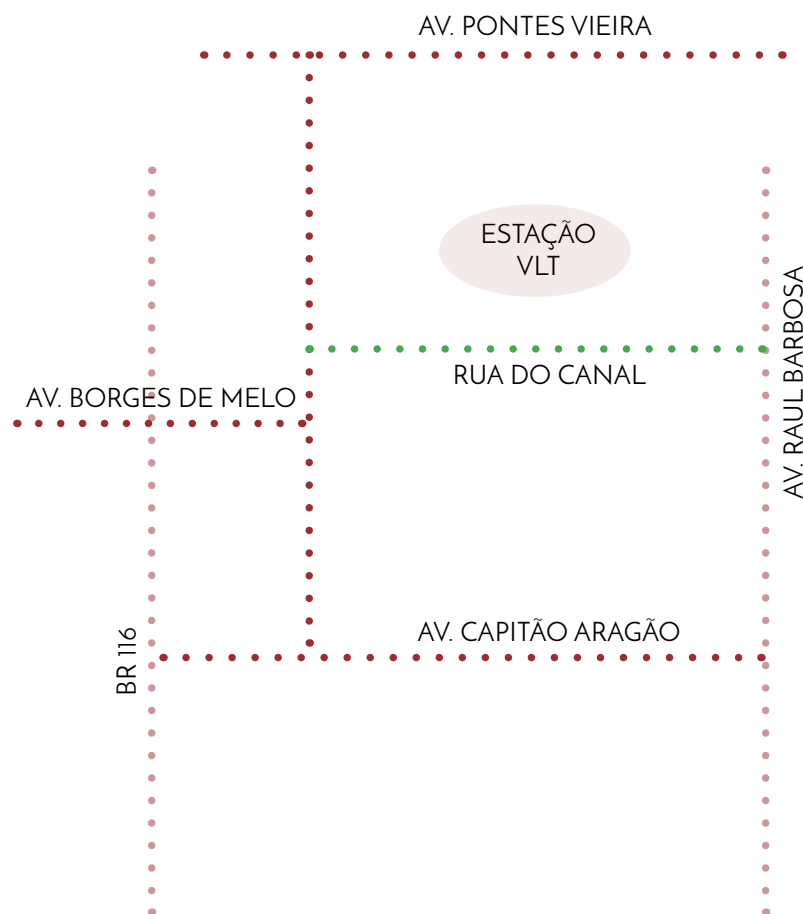 AV. PONTES VIEIRA
ESTAÇÃO
VLT
AV. RAUL BARBOSA
RUA DO CANAL
AV. BORGES DE MELO
AV. CAPITÃO ARAGÃO
BR 116